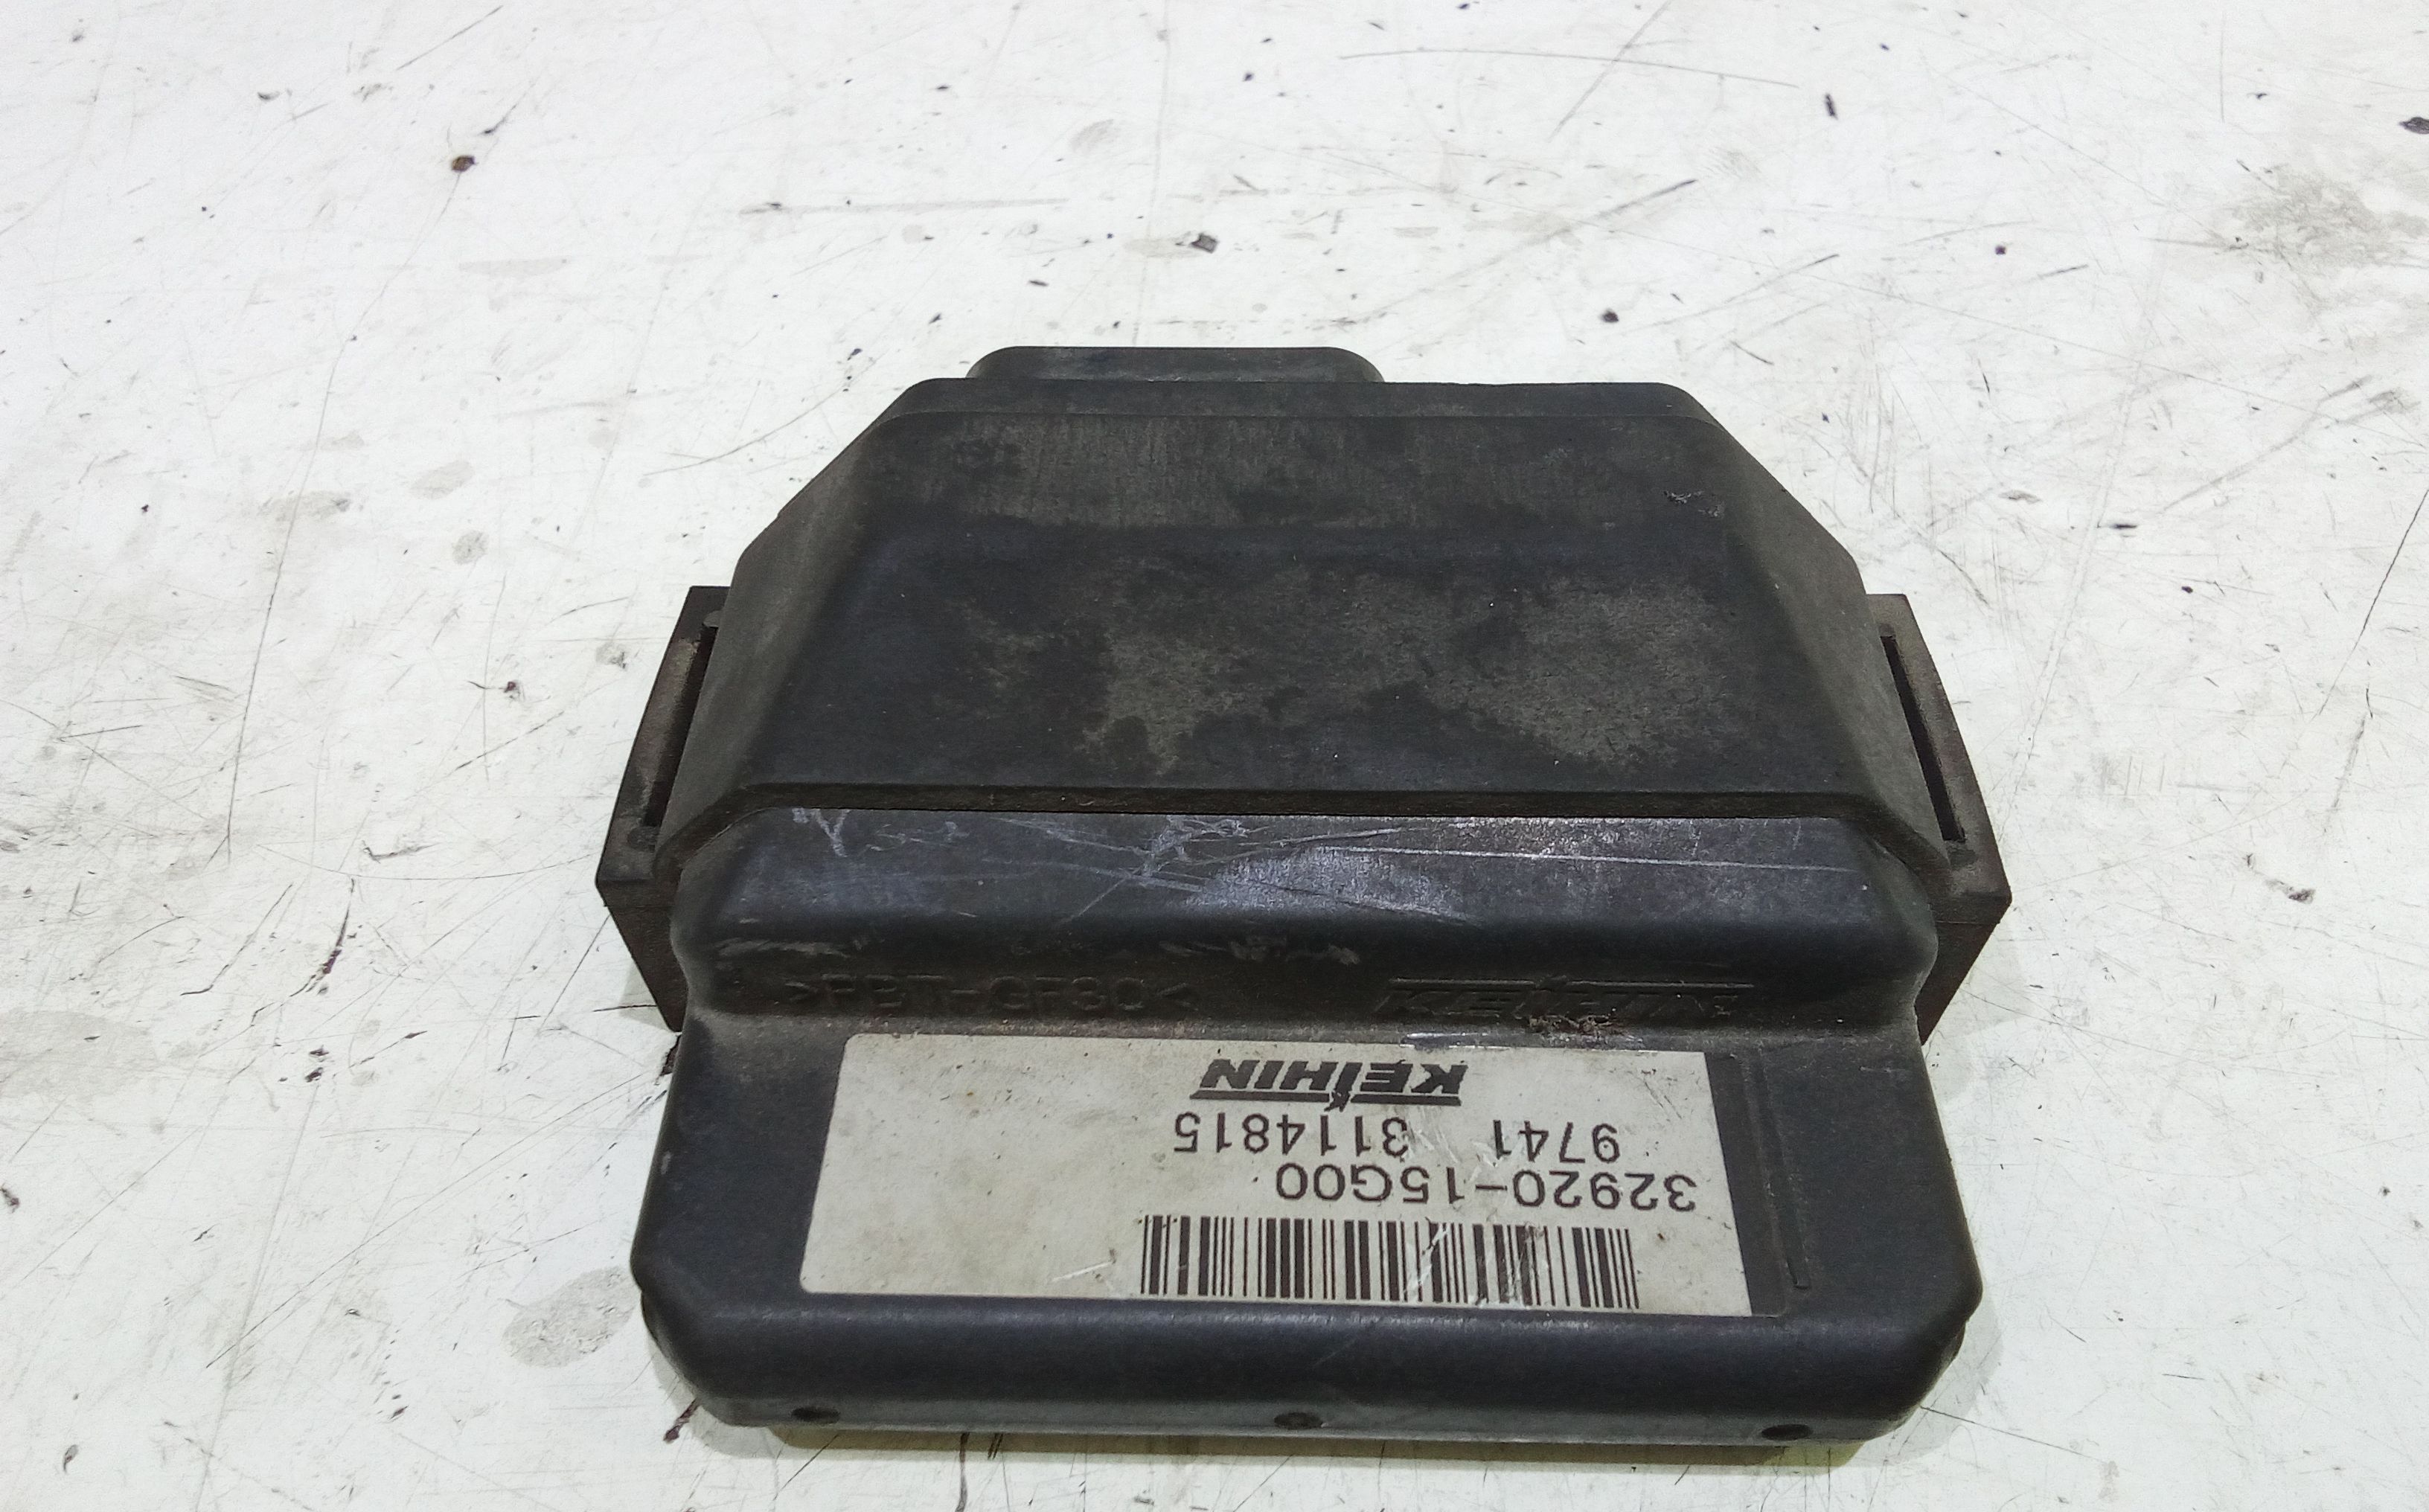 32920-15G00
9741 3114815
KEIHIN
KEIHIN
>PBT-GF30<